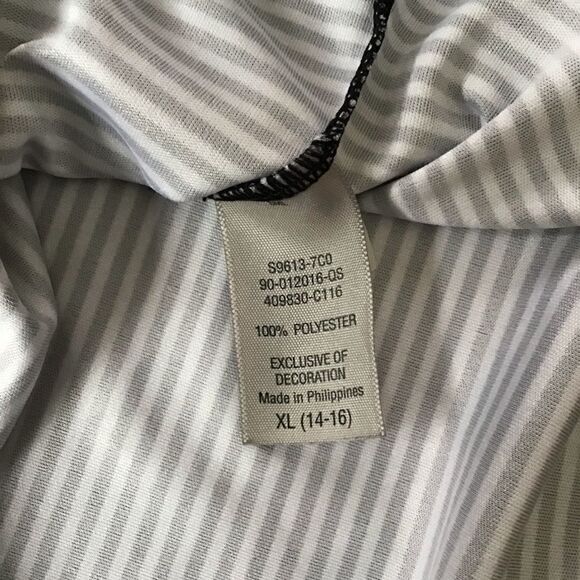 S9613-7C0
90-012016-QS
409830-C116
100% POLYESTER
EXCLUSIVE OF
DECORATION
Made in Philippines
XL (14-16)